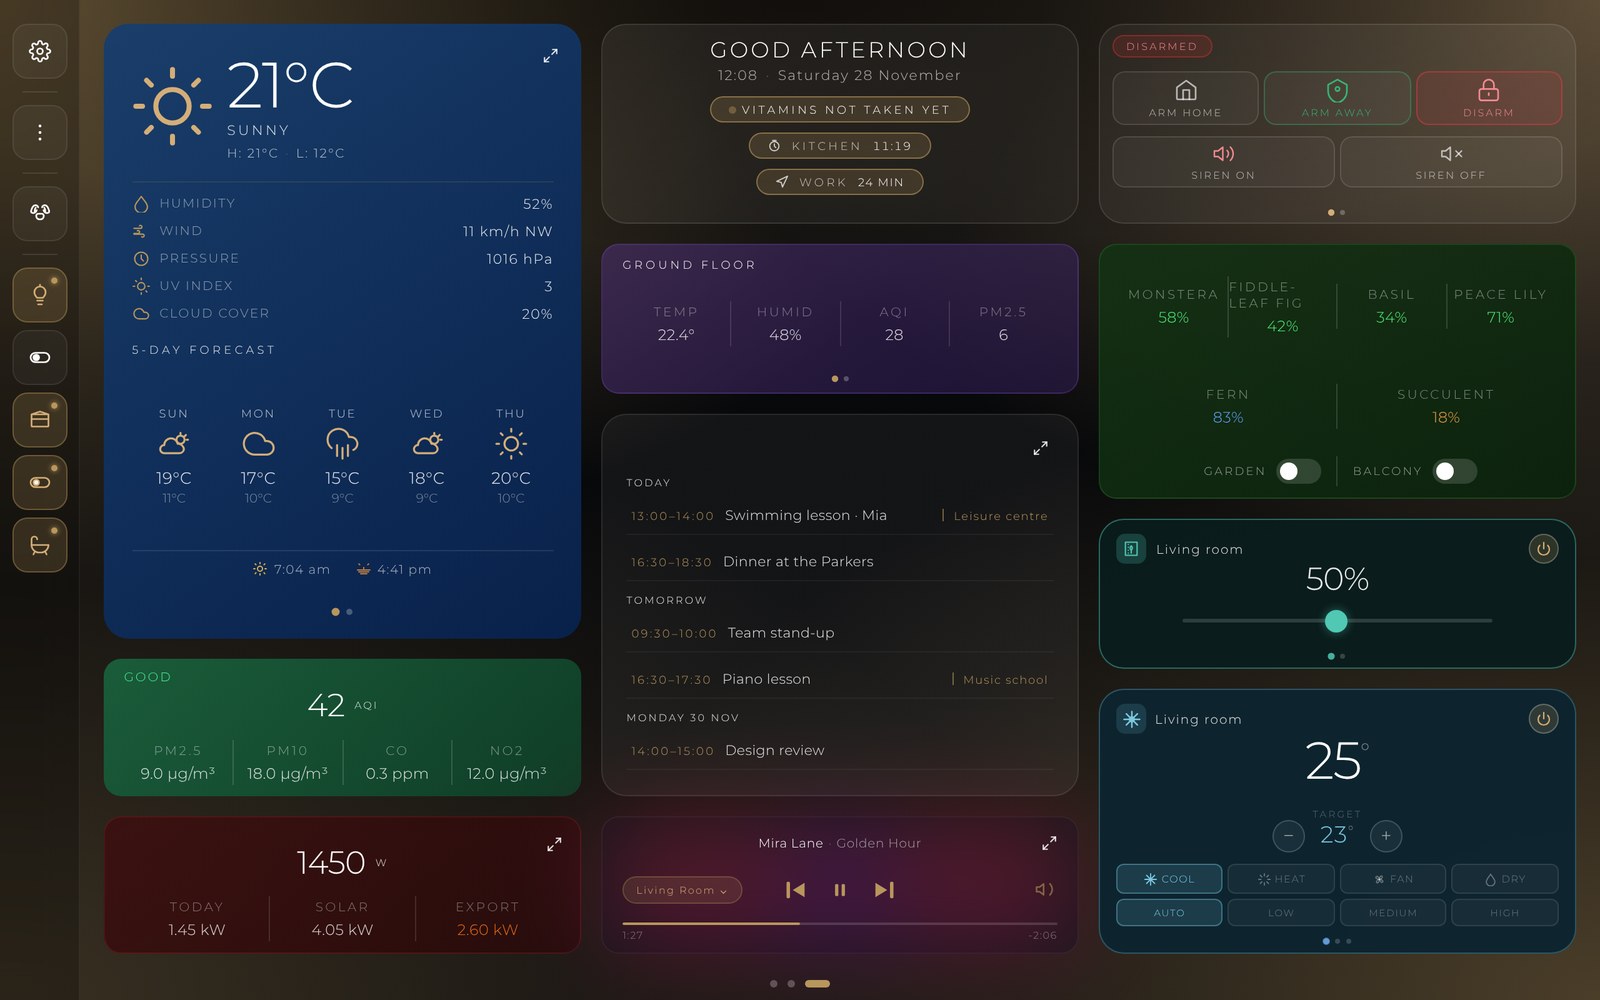 21°C
SUNNY
H: 21°C · L: 12°C
HUMIDITY 52%
WIND 11 km/h NW
PRESSURE 1016 hPa
UV INDEX 3
CLOUD COVER 20%
5-DAY FORECAST
SUN MON TUE WED THU
19°C 17°C 15°C 18°C 20°C
11°C 10°C 9°C 9°C 10°C
7:04 am 4:41 pm
GOOD
42 AQI
PM2.5 PM10 CO NO2
9.0 µg/m³ 18.0 µg/m³ 0.3 ppm 12.0 µg/m³
1450 W
TODAY SOLAR EXPORT
1.45 kW 4.05 kW 2.60 kW
GOOD AFTERNOON
12:08 · Saturday 28 November
VITAMINS NOT TAKEN YET
KITCHEN 11:19
WORK 24 MIN
GROUND FLOOR
TEMP HUMID AQI PM2.5
22.4° 48% 28 6
TODAY
13:00–14:00 Swimming lesson · Mia Leisure centre
16:30–18:30 Dinner at the Parkers
TOMORROW
09:30–10:00 Team stand-up
16:30–17:30 Piano lesson Music school
MONDAY 30 NOV
14:00–15:00 Design review
Mira Lane · Golden Hour
Living Room
1:27 -2:06
DISARMED
ARM HOME ARM AWAY DISARM
SIREN ON SIREN OFF
MONSTERA FIDDLE-
LEAF FIG BASIL PEACE LILY
58% 42% 34% 71%
FERN SUCCULENT
83% 18%
GARDEN BALCONY
Living room
50%
Living room
25°
TARGET
− 23° +
COOL HEAT FAN DRY
AUTO LOW MEDIUM HIGH